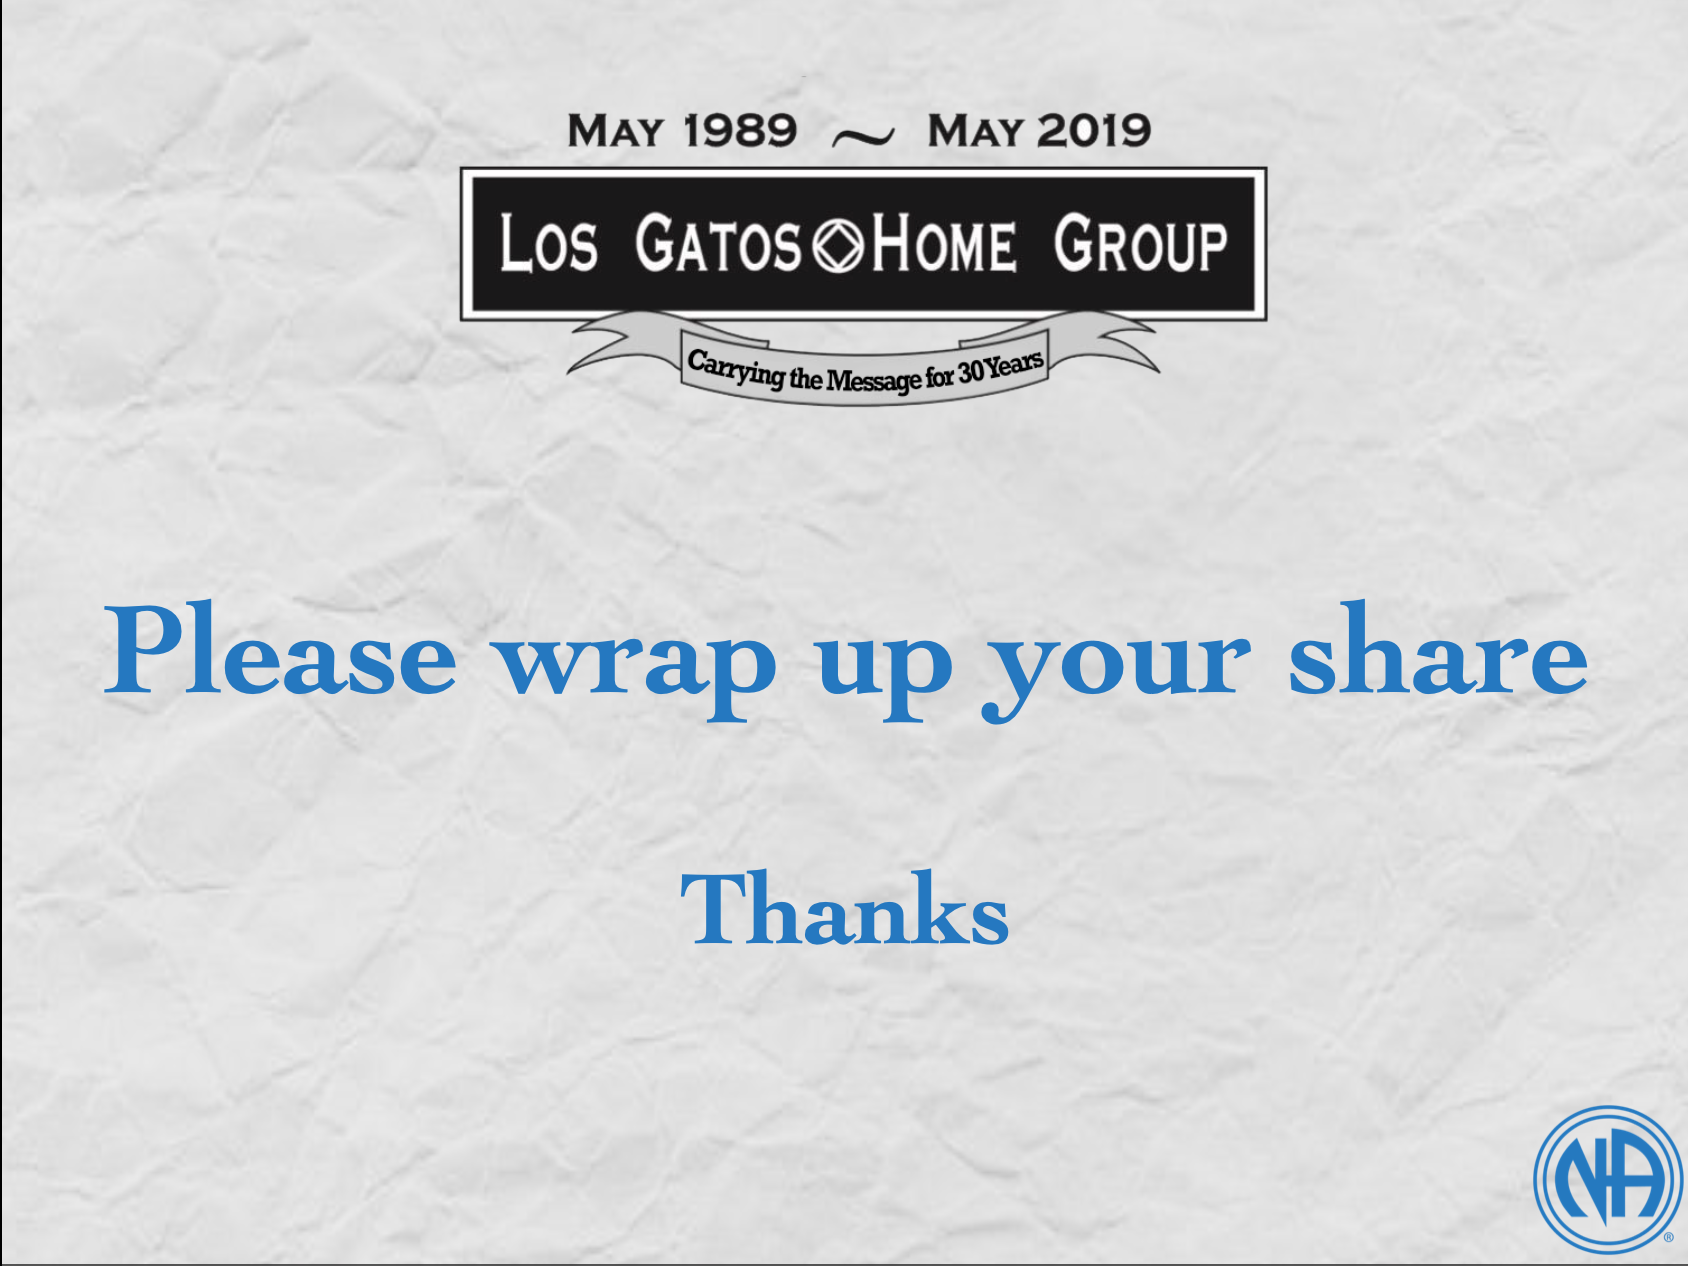 May 1989 ~ May 2019
Los Gatos Home Group
Carrying the Message for 30 Years
Please wrap up your share
Thanks
NA
®